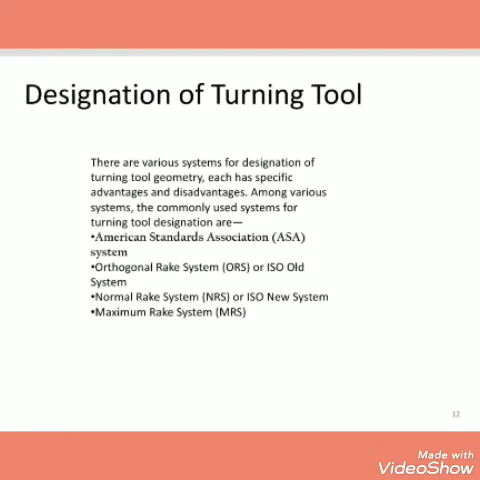 Designation of Turning Tool
There are various systems for designation of
turning tool geometry, each has specific
advantages and disadvantages. Among various
systems, the commonly used systems for
turning tool designation are—
•American Standards Association (ASA)
system
•Orthogonal Rake System (ORS) or ISO Old
System
•Normal Rake System (NRS) or ISO New System
•Maximum Rake System (MRS)
12
Made with
VideoShow